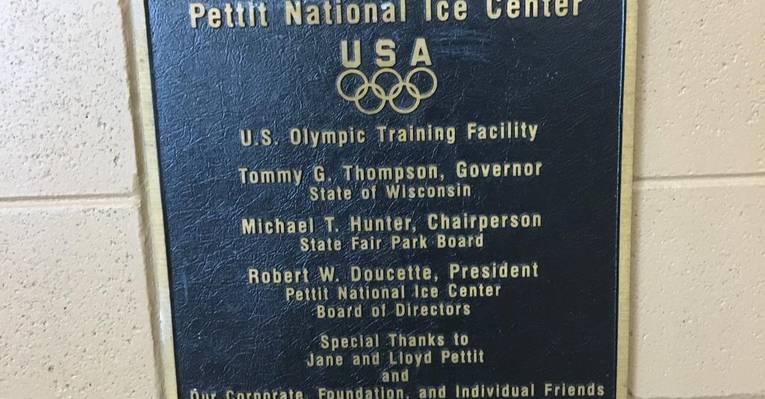 Pettit National Ice Center
USA
U.S. Olympic Training Facility
Tommy G. Thompson, Governor
State of Wisconsin
Michael T. Hunter, Chairperson
State Fair Park Board
Robert W. Doucette, President
Pettit National Ice Center
Board of Directors
Special Thanks to
Jane and Lloyd Pettit
and
Our Corporate, Foundation, and Individual Friends